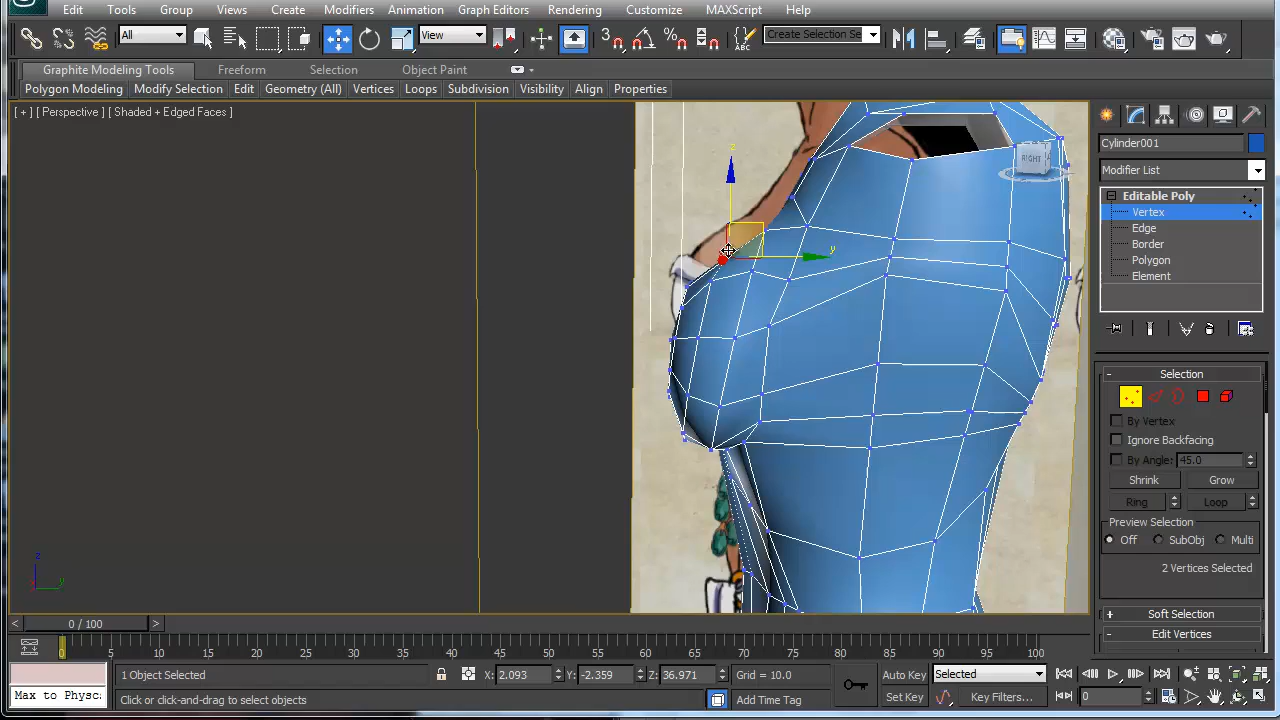 Edit Tools Group Views Create Modifiers Animation Graph Editors Rendering Customize MAXScript Help
All View 3 Create Selection Se
Graphite Modeling Tools Freeform Selection Object Paint
Polygon Modeling Modify Selection Edit Geometry (All) Vertices Loops Subdivision Visibility Align Properties
[ + ] [ Perspective ] [ Shaded + Edged Faces ]
Cylinder001
Modifier List
Editable Poly
Vertex
Edge
Border
Polygon
Element
z
y
RIGHT
z
y
- Selection
By Vertex
Ignore Backfacing
By Angle: 45.0
Shrink Grow
Ring Loop
Preview Selection
Off SubObj Multi
2 Vertices Selected
+ Soft Selection
- Edit Vertices
< 0 / 100 >
0 5 10 15 20 25 30 35 40 45 50 55 60 65 70 75 80 85 90 95 100
1 Object Selected X: 2.093 Y: -2.359 Z: 36.971 Grid = 10.0 Auto Key Selected
Max to Physc: Click or click-and-drag to select objects Add Time Tag Set Key Key Filters... 0